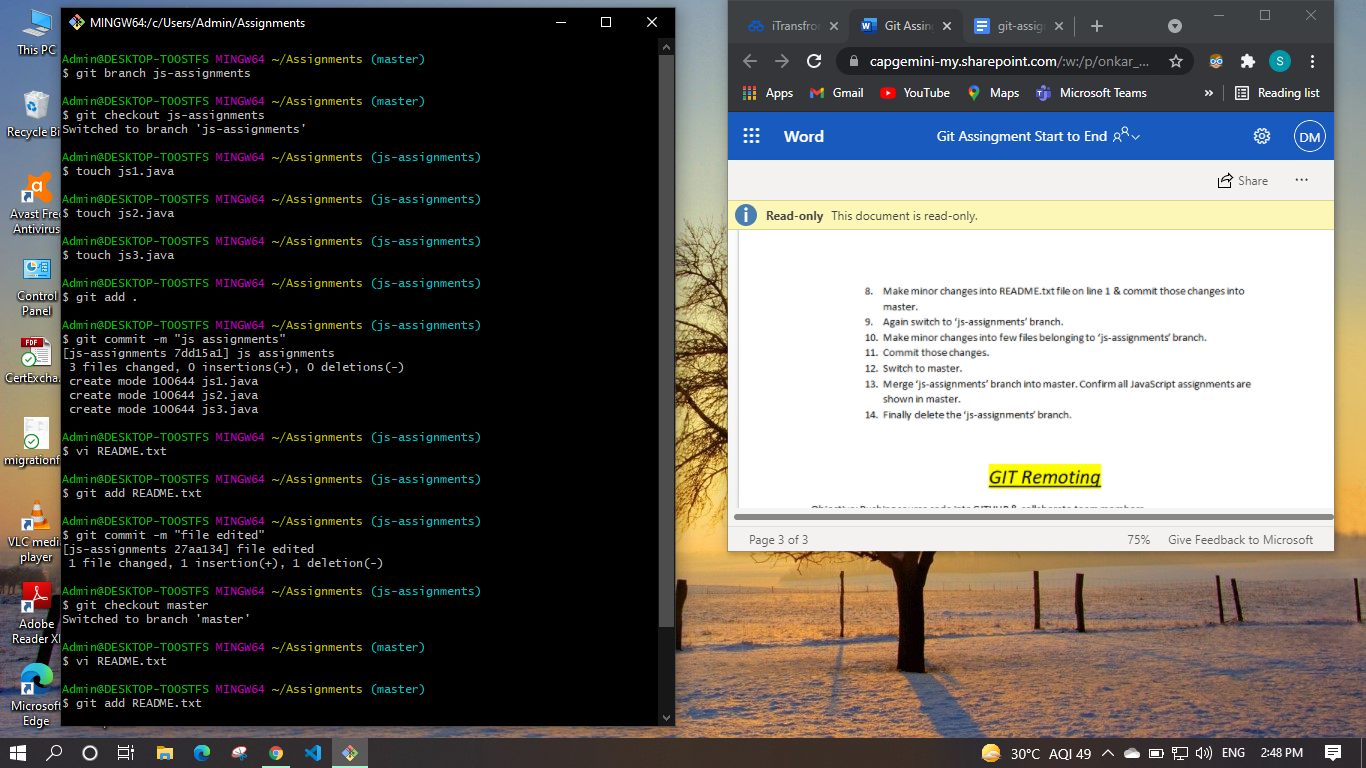 This PC
Recycle Bi
Avast Free
Antivirus
Control
Panel
PDF
CertExcha
migrationf
VLC medi
player
Adobe
Reader X
Microsof
Edge
MINGW64:/c/Users/Admin/Assignments
Admin@DESKTOP-TOOSTFS MINGW64 ~/Assignments (master)
$ git branch js-assignments
Admin@DESKTOP-TOOSTFS MINGW64 ~/Assignments (master)
$ git checkout js-assignments
Switched to branch 'js-assignments'
Admin@DESKTOP-TOOSTFS MINGW64 ~/Assignments (js-assignments)
$ touch js1.java
Admin@DESKTOP-TOOSTFS MINGW64 ~/Assignments (js-assignments)
$ touch js2.java
Admin@DESKTOP-TOOSTFS MINGW64 ~/Assignments (js-assignments)
$ touch js3.java
Admin@DESKTOP-TOOSTFS MINGW64 ~/Assignments (js-assignments)
$ git add .
Admin@DESKTOP-TOOSTFS MINGW64 ~/Assignments (js-assignments)
$ git commit -m "js assignments"
[js-assignments 7dd15a1] js assignments
3 files changed, 0 insertions(+), 0 deletions(-)
create mode 100644 js1.java
create mode 100644 js2.java
create mode 100644 js3.java
Admin@DESKTOP-TOOSTFS MINGW64 ~/Assignments (js-assignments)
$ vi README.txt
Admin@DESKTOP-TOOSTFS MINGW64 ~/Assignments (js-assignments)
$ git add README.txt
Admin@DESKTOP-TOOSTFS MINGW64 ~/Assignments (js-assignments)
$ git commit -m "file edited"
[js-assignments 27aa134] file edited
1 file changed, 1 insertion(+), 1 deletion(-)
Admin@DESKTOP-TOOSTFS MINGW64 ~/Assignments (js-assignments)
$ git checkout master
Switched to branch 'master'
Admin@DESKTOP-TOOSTFS MINGW64 ~/Assignments (master)
$ vi README.txt
Admin@DESKTOP-TOOSTFS MINGW64 ~/Assignments (master)
$ git add README.txt
iTransfro
Git Assin
git-assig
capgemini-my.sharepoint.com/:w:/p/onkar_...
S
Apps Gmail YouTube Maps Microsoft Teams » Reading list
Word Git Assingment Start to End DM
Share ...
Read-only This document is read-only.
8. Make minor changes into README.txt file on line 1 & commit those changes into
master.
9. Again switch to 'js-assignments' branch.
10. Make minor changes into few files belonging to 'js-assignments' branch.
11. Commit those changes.
12. Switch to master.
13. Merge 'js-assignments' branch into master. Confirm all JavaScript assignments are
shown in master.
14. Finally delete the 'js-assignments' branch.
GIT Remoting
Page 3 of 3 75% Give Feedback to Microsoft
30°C AQI 49 ENG 2:48 PM